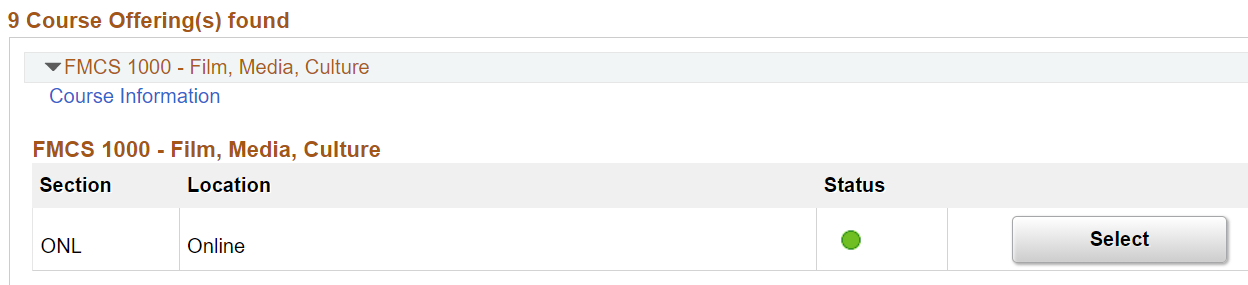 9 Course Offering(s) found
FMCS 1000 - Film, Media, Culture
Course Information
FMCS 1000 - Film, Media, Culture
Section Location Status
ONL Online Select